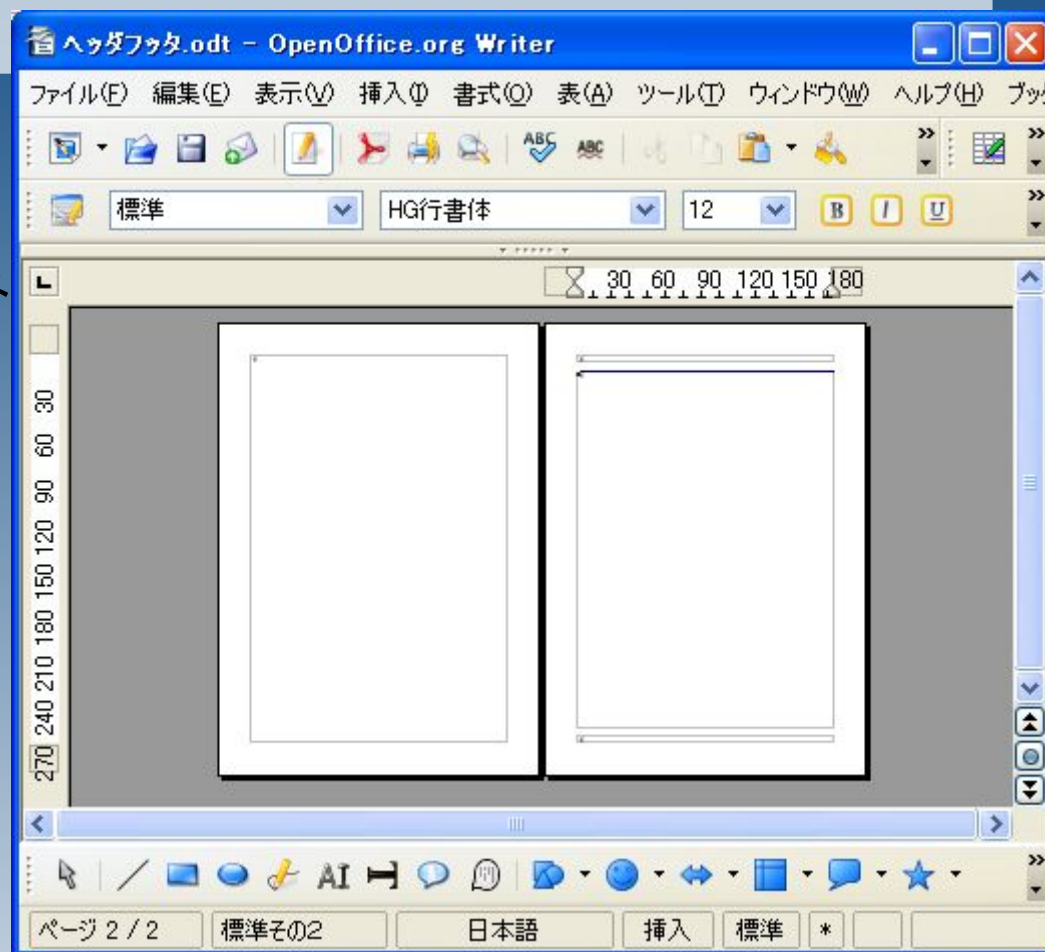 ヘッダフッタ.odt - OpenOffice.org Writer
ファイル(F) 編集(E) 表示(V) 挿入(I) 書式(O) 表(A) ツール(T) ウィンドウ(W) ヘルプ(H)
ABC ABC
標準 HG行書体 12 B I U
30 60 90 120 150 180
30
60
90
120
150
180
210
240
270
AI
ページ 2 / 2 標準その2 日本語 挿入 標準 *